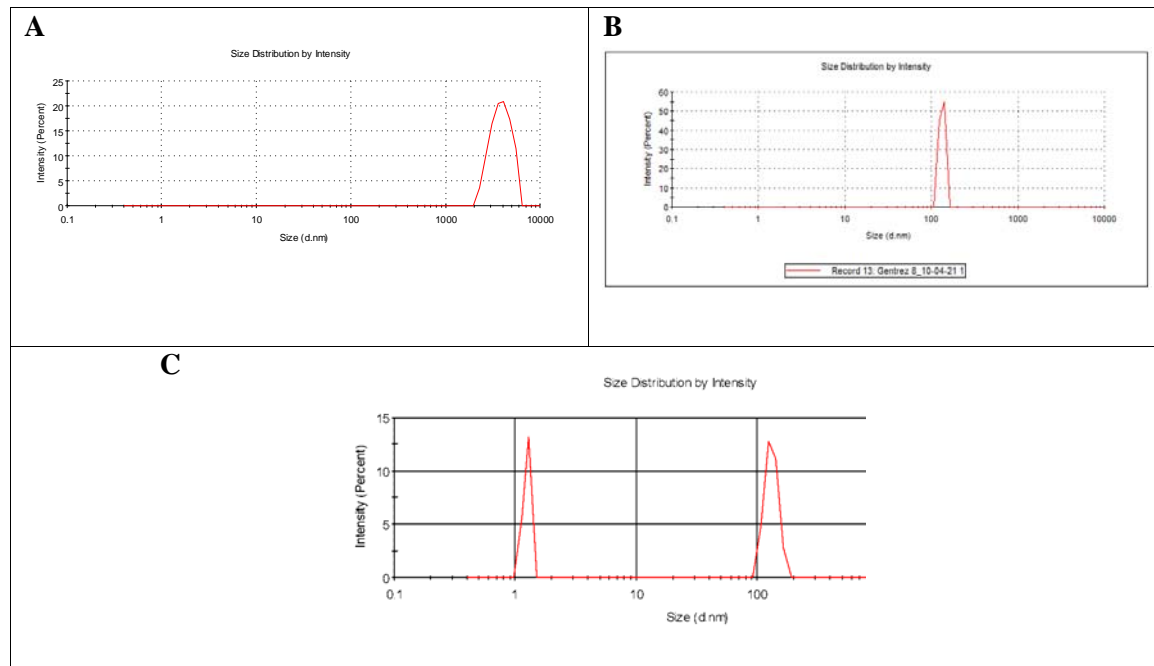 A
Size Distribution by Intensity
25
20
15
10
5
0
Intensity (Percent)
0.1 1 10 100 1000 10000
Size (d.nm)
B
Size Distribution by Intensity
60
50
40
30
20
10
0
Intensity (Percent)
0.1 1 10 100 1000 10000
Size (d.nm)
Record 13: Gentrez 8_10-04-21 1
C
Size Distribution by Intensity
15
10
5
0
Intensity (Percent)
0.1 1 10 100
Size (d.nm)